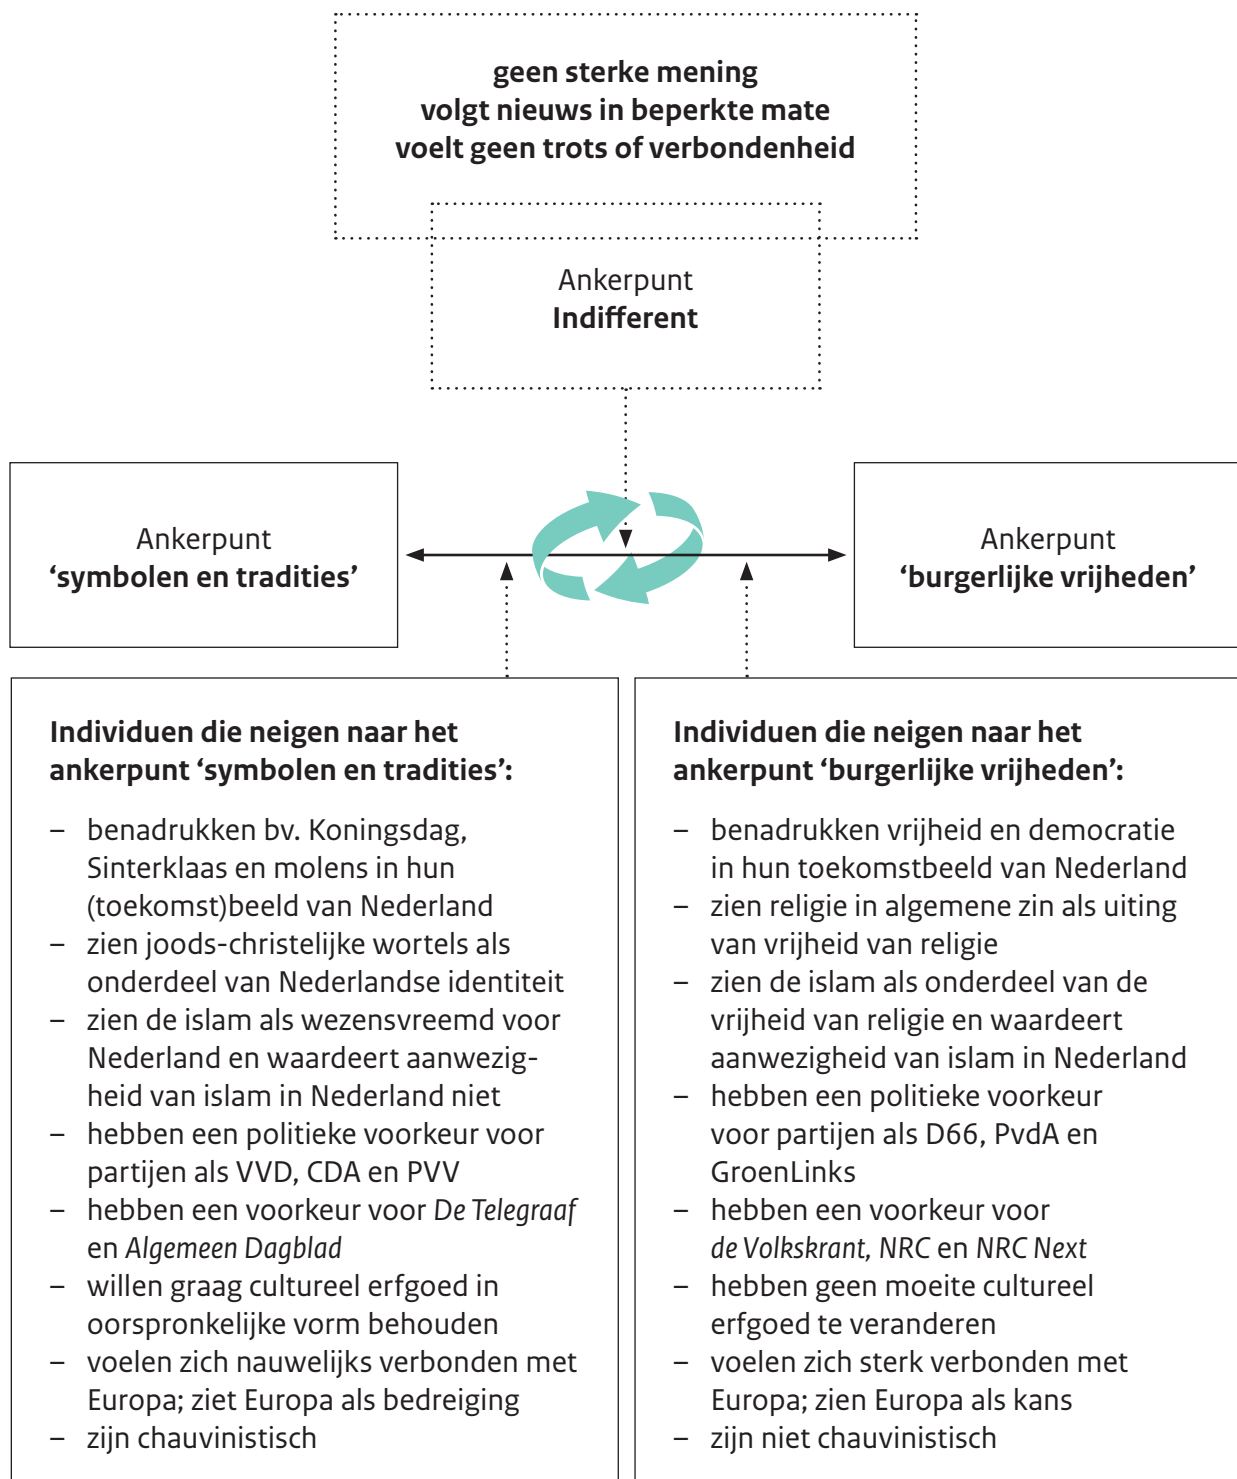 geen sterke mening
volgt nieuws in beperkte mate
voelt geen trots of verbondenheid
Ankerpunt
Indifferent
Ankerpunt
‘symbolen en tradities’
Ankerpunt
‘burgerlijke vrijheden’
Individuen die neigen naar het
ankerpunt ‘symbolen en tradities’:
– benadrukken bv. Koningsdag,
Sinterklaas en molens in hun
(toekomst)beeld van Nederland
– zien joods-christelijke wortels als
onderdeel van Nederlandse identiteit
– zien de islam als wezensvreemd voor
Nederland en waardeert aanwezig-
heid van islam in Nederland niet
– hebben een politieke voorkeur voor
partijen als VVD, CDA en PVV
– hebben een voorkeur voor De Telegraaf
en Algemeen Dagblad
– willen graag cultureel erfgoed in
oorspronkelijke vorm behouden
– voelen zich nauwelijks verbonden met
Europa; ziet Europa als bedreiging
– zijn chauvinistisch
Individuen die neigen naar het
ankerpunt ‘burgerlijke vrijheden’:
– benadrukken vrijheid en democratie
in hun toekomstbeeld van Nederland
– zien religie in algemene zin als uiting
van vrijheid van religie
– zien de islam als onderdeel van de
vrijheid van religie en waardeert
aanwezigheid van islam in Nederland
– hebben een politieke voorkeur
voor partijen als D66, PvdA en
GroenLinks
– hebben een voorkeur voor
de Volkskrant, NRC en NRC Next
– hebben geen moeite cultureel
erfgoed te veranderen
– voelen zich sterk verbonden met
Europa; zien Europa als kans
– zijn niet chauvinistisch